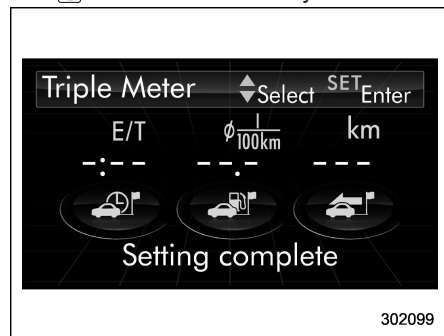 Triple Meter Select SET Enter
E/T ø l/100km km
-:-- --.- ---
Setting complete
302099